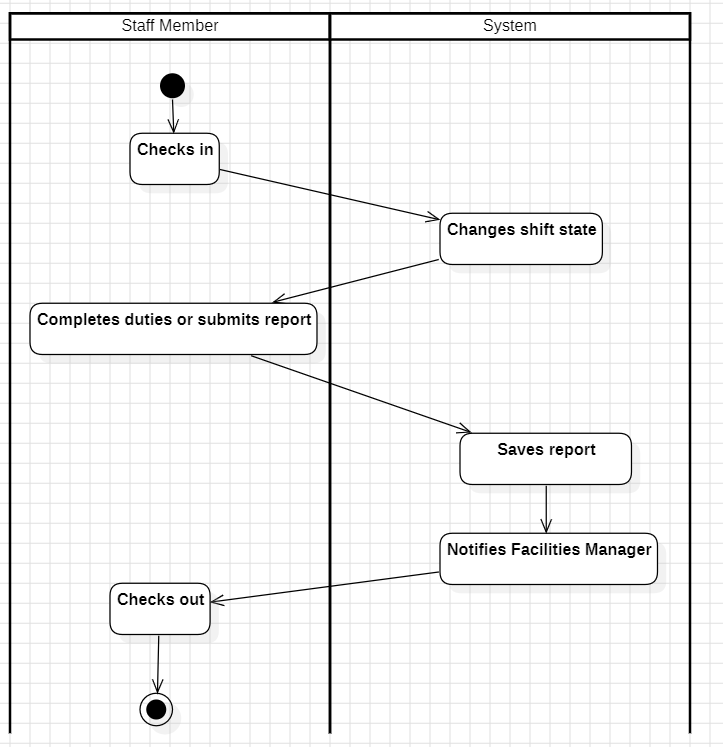 Staff Member
System
Checks in
Changes shift state
Completes duties or submits report
Saves report
Notifies Facilities Manager
Checks out